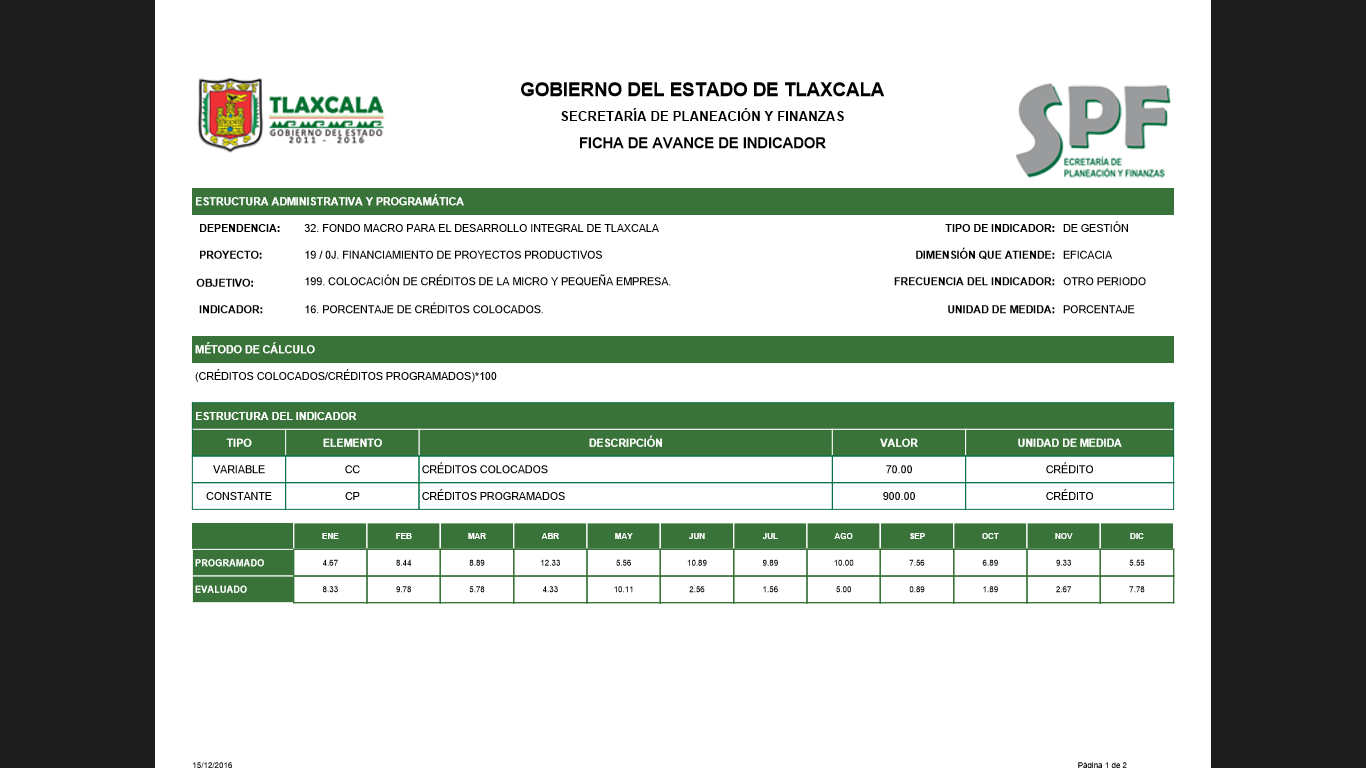 TLAXCALA
GOBIERNO DEL ESTADO
2011 - 2016
GOBIERNO DEL ESTADO DE TLAXCALA
SECRETARÍA DE PLANEACIÓN Y FINANZAS
FICHA DE AVANCE DE INDICADOR
SPF
ECRETARÍA DE
PLANEACIÓN Y FINANZAS
ESTRUCTURA ADMINISTRATIVA Y PROGRAMÁTICA
DEPENDENCIA: 32. FONDO MACRO PARA EL DESARROLLO INTEGRAL DE TLAXCALA TIPO DE INDICADOR: DE GESTIÓN
PROYECTO: 19 / 0J. FINANCIAMIENTO DE PROYECTOS PRODUCTIVOS DIMENSIÓN QUE ATIENDE: EFICACIA
OBJETIVO: 199. COLOCACIÓN DE CRÉDITOS DE LA MICRO Y PEQUEÑA EMPRESA. FRECUENCIA DEL INDICADOR: OTRO PERIODO
INDICADOR: 16. PORCENTAJE DE CRÉDITOS COLOCADOS. UNIDAD DE MEDIDA: PORCENTAJE
MÉTODO DE CÁLCULO
(CRÉDITOS COLOCADOS/CRÉDITOS PROGRAMADOS)*100
ESTRUCTURA DEL INDICADOR
TIPO ELEMENTO DESCRIPCIÓN VALOR UNIDAD DE MEDIDA
VARIABLE CC CRÉDITOS COLOCADOS 70.00 CRÉDITO
CONSTANTE CP CRÉDITOS PROGRAMADOS 900.00 CRÉDITO
ENE FEB MAR ABR MAY JUN JUL AGO SEP OCT NOV DIC
PROGRAMADO 4.67 8.44 8.89 12.33 5.56 10.89 9.89 10.00 7.56 6.89 9.33 5.55
EVALUADO 8.33 9.78 5.78 4.33 10.11 2.56 1.56 5.00 0.89 1.89 2.67 7.78
15/12/2016 Página 1 de 2